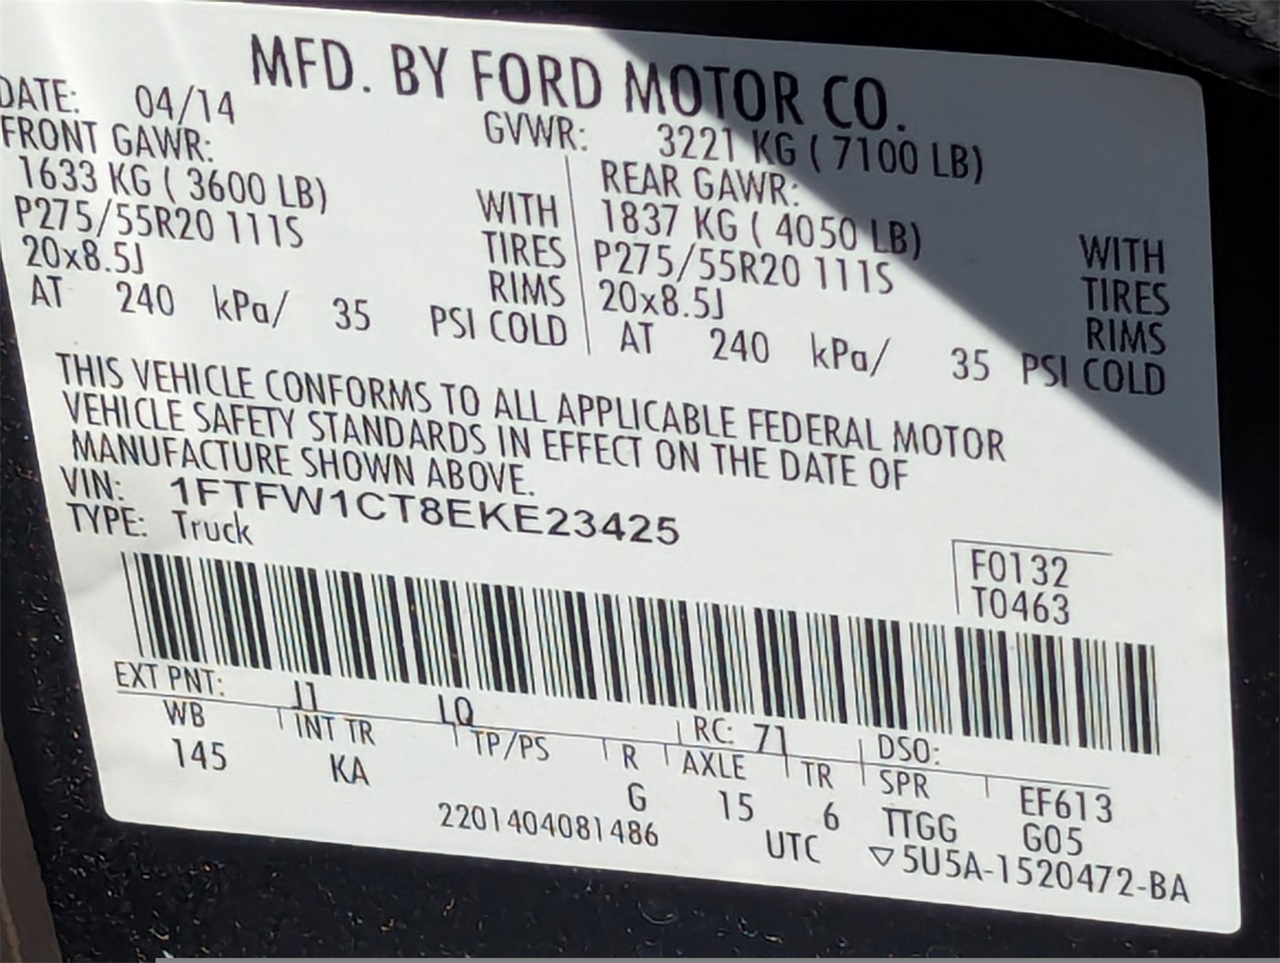 MFD. BY FORD MOTOR CO.
DATE: 04/14 GVWR: 3221 KG ( 7100 LB)
FRONT GAWR: REAR GAWR:
1633 KG ( 3600 LB) WITH 1837 KG ( 4050 LB) WITH
P275/55R20 111S TIRES P275/55R20 111S TIRES
20x8.5J RIMS 20x8.5J RIMS
AT 240 kPa/ 35 PSI COLD AT 240 kPa/ 35 PSI COLD
THIS VEHICLE CONFORMS TO ALL APPLICABLE FEDERAL MOTOR
VEHICLE SAFETY STANDARDS IN EFFECT ON THE DATE OF
MANUFACTURE SHOWN ABOVE.
VIN: 1FTFW1CT8EKE23425
TYPE: Truck
F0132
T0463
EXT PNT: J1 LQ RC: 71 DSO:
WB INT TR TP/PS R AXLE TR SPR EF613
145 KA G 15 6 TTGG G05
2201404081486 UTC ▽5U5A-1520472-BA